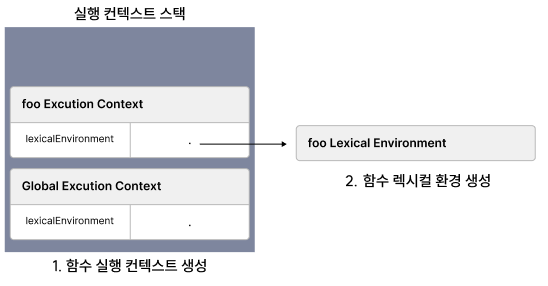 실행 컨텍스트 스택
foo Excution Context
lexicalEnvironment
.
foo Lexical Environment
2. 함수 렉시컬 환경 생성
Global Excution Context
lexicalEnvironment
.
1. 함수 실행 컨텍스트 생성